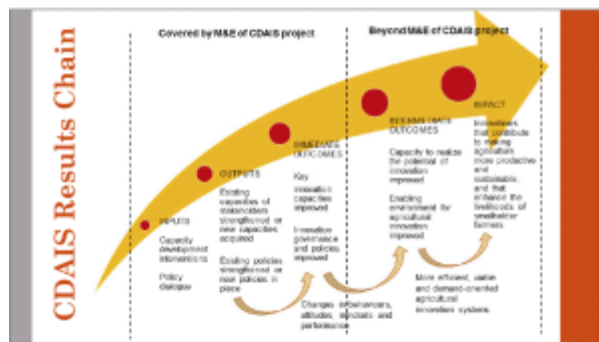 CDAIS Results Chain
Covered by M&E of CDAIS project
Beyond M&E of CDAIS project
INPUTS
Capacity
development
interventions
Policy
dialogue
OUTPUTS
Existing
capacities of
stakeholders
strengthened or
new capacities
acquired
Existing policies
strengthened or
new policies in
place
IMMEDIATE
OUTCOMES
Key
innovation
capacities
improved
Innovation
governance
and policies
improved
Changes in behaviours,
attitudes, mindsets and
performance
OUTCOMES
Capacity to realize
the potential of
innovation
improved
Enabling
environment for
agricultural
innovation
improved
More efficient, viable
and demand-oriented
agricultural
innovation systems.
IMPACT
Innovations
that contribute
to making
agriculture
more productive
and
sustainable,
and that
enhance the
livelihoods of
smallholder
farmers